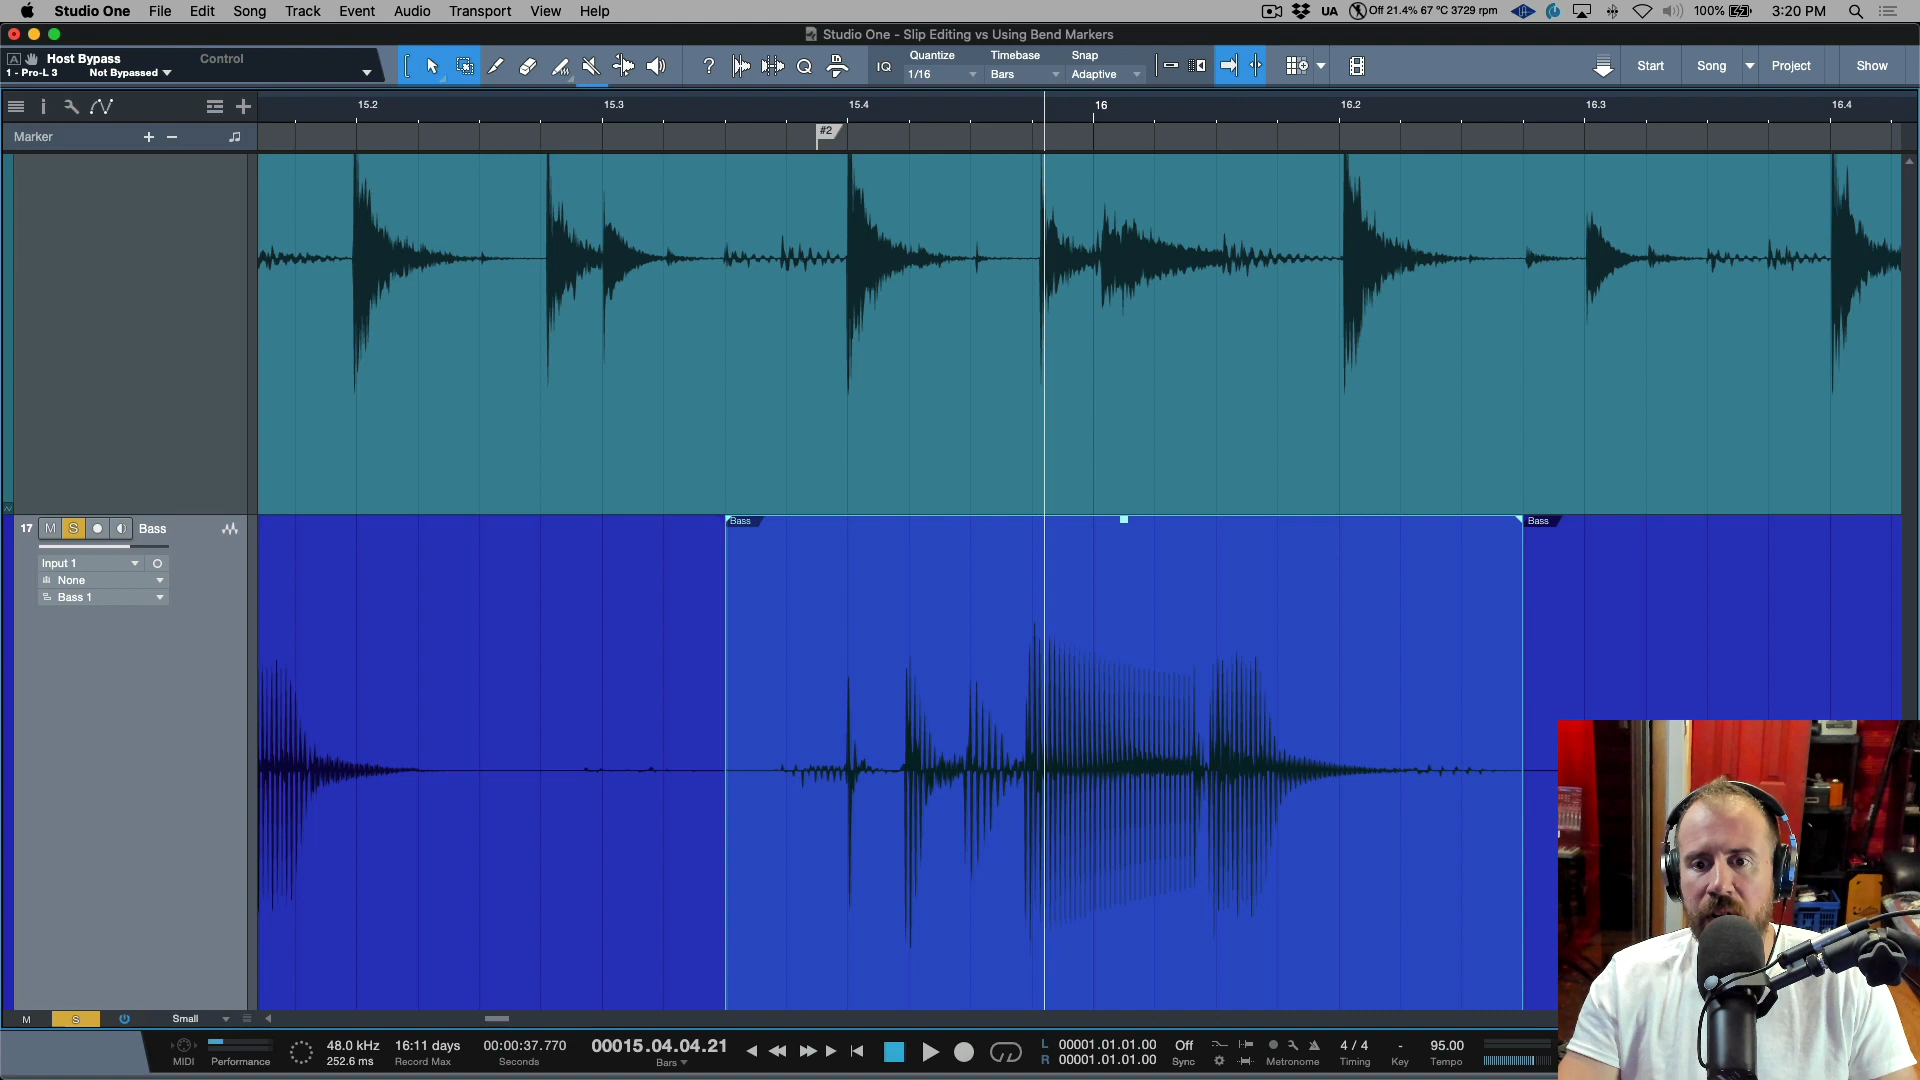 Studio One File Edit Song Track Event Audio Transport View Help
UA Off 21.4% 67 °C 3729 rpm 100% 3:20 PM
Studio One - Slip Editing vs Using Bend Markers
A Host Bypass Control
1 - Pro-L 3 Not Bypassed
IQ
Quantize Timebase Snap
1/16 Bars Adaptive
Start Song Project Show
15.2 15.3 15.4 16 16.2 16.3 16.4
Marker + −
#2
17 M S Bass
Input 1
None
Bass 1
Bass
Bass
M S Small
MIDI
Performance
48.0 kHz
252.6 ms
16:11 days
Record Max
00:00:37.770
Seconds
00015.04.04.21
Bars
L 00001.01.01.00
R 00001.01.01.00
Off
Sync
Metronome
4 / 4
Timing
-
Key
95.00
Tempo